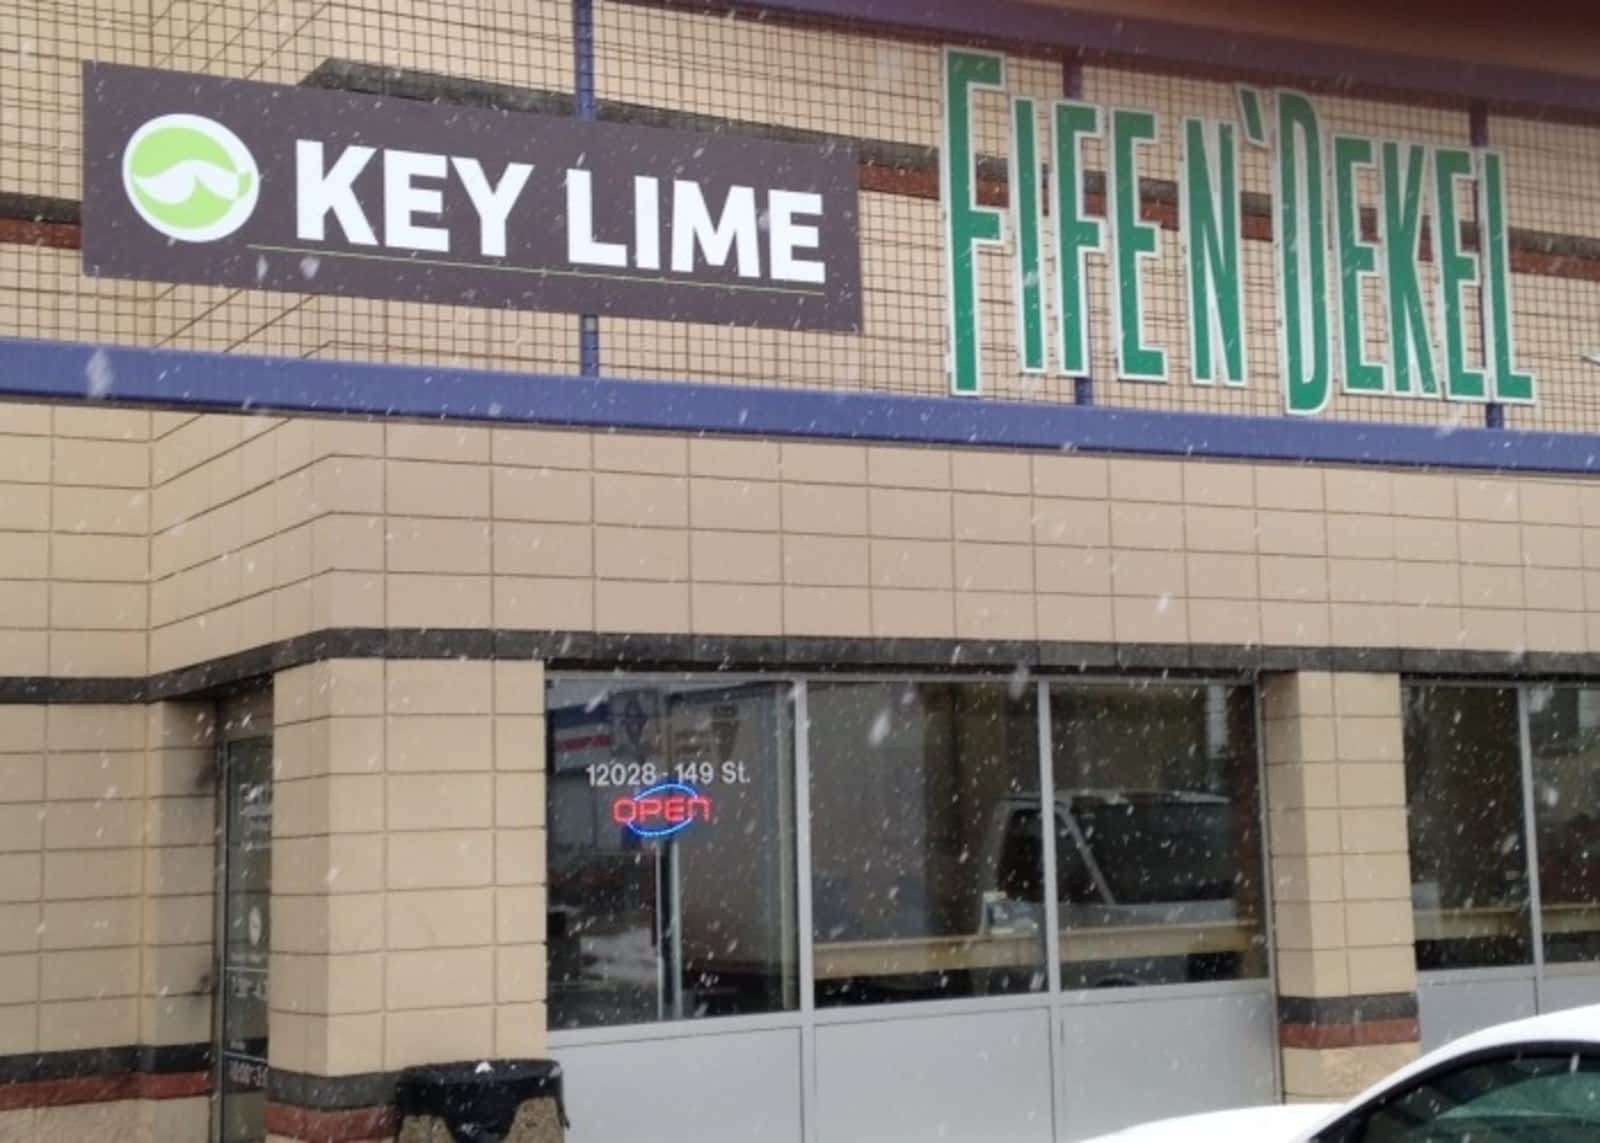 KEY LIME
FIFE N' DEKEL
12028 - 149 St.
OPEN